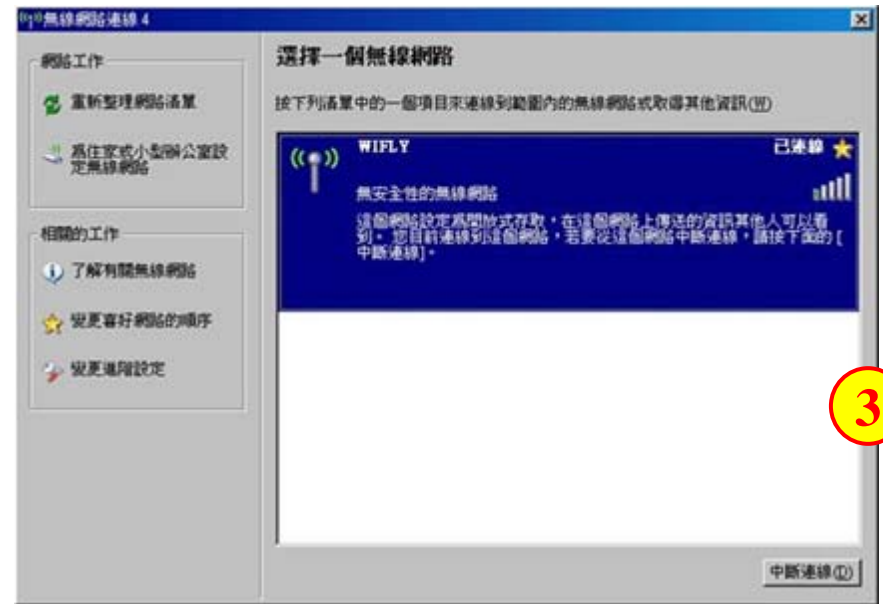 無線網路連線 4
網路工作
重新整理網路清單
為住家或小型辦公室設
定無線網路
相關的工作
了解有關無線網路
變更喜好網路的順序
變更進階設定
選擇一個無線網路
按下列清單中的一個項目來連線到範圍內的無線網路或取得其他資訊(W)
WIFLY
已連線
無安全性的無線網路
這個網路設定為開放式存取,在這個網路上傳送的資訊其他人可以看
到。 您目前連線到這個網路,若要從這個網路中斷連線,請按下面的 [
中斷連線]。
3
中斷連線(D)